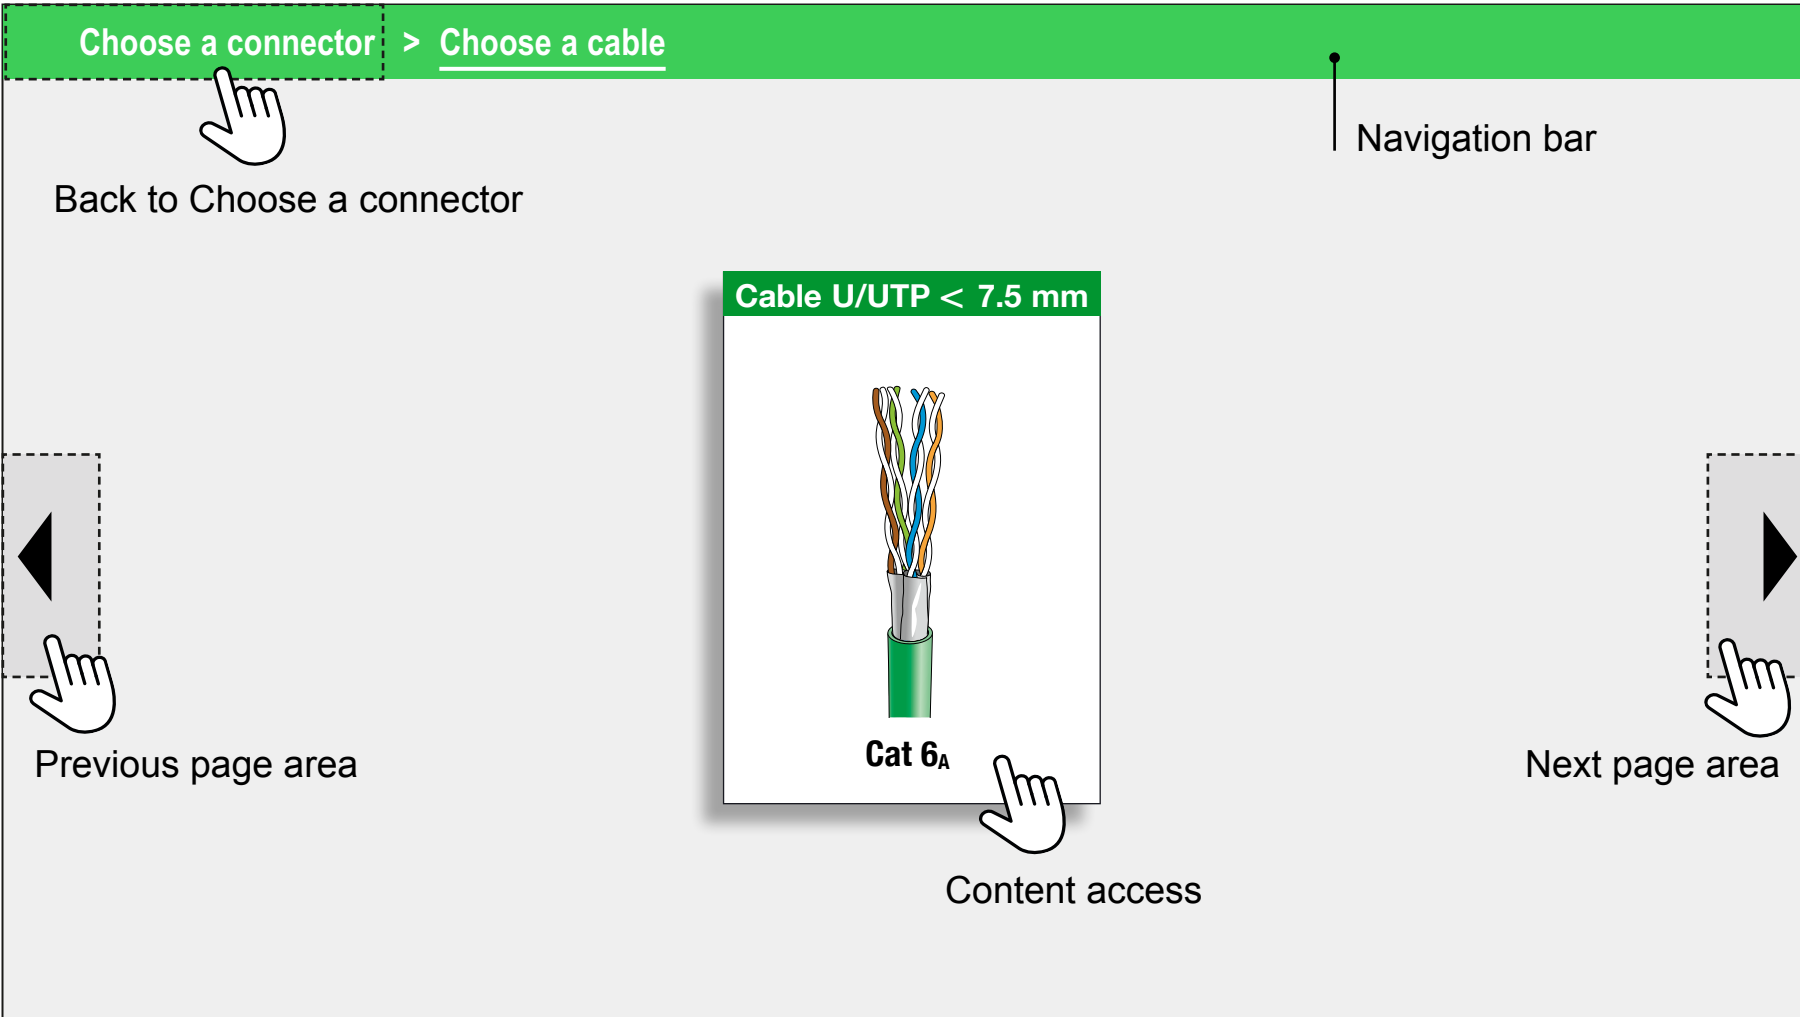 Choose a connector > Choose a cable
Navigation bar
Back to Choose a connector
Cable U/UTP < 7.5 mm
Cat 6A
Previous page area
Next page area
Content access